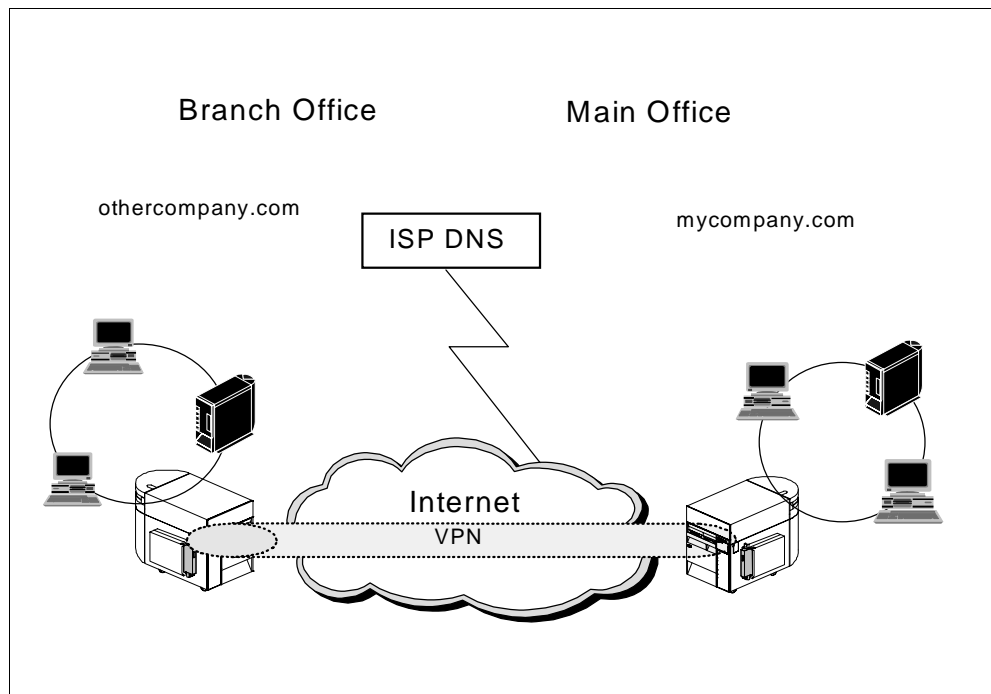 Branch Office
Main Office
othercompany.com
mycompany.com
ISP DNS
Internet
VPN